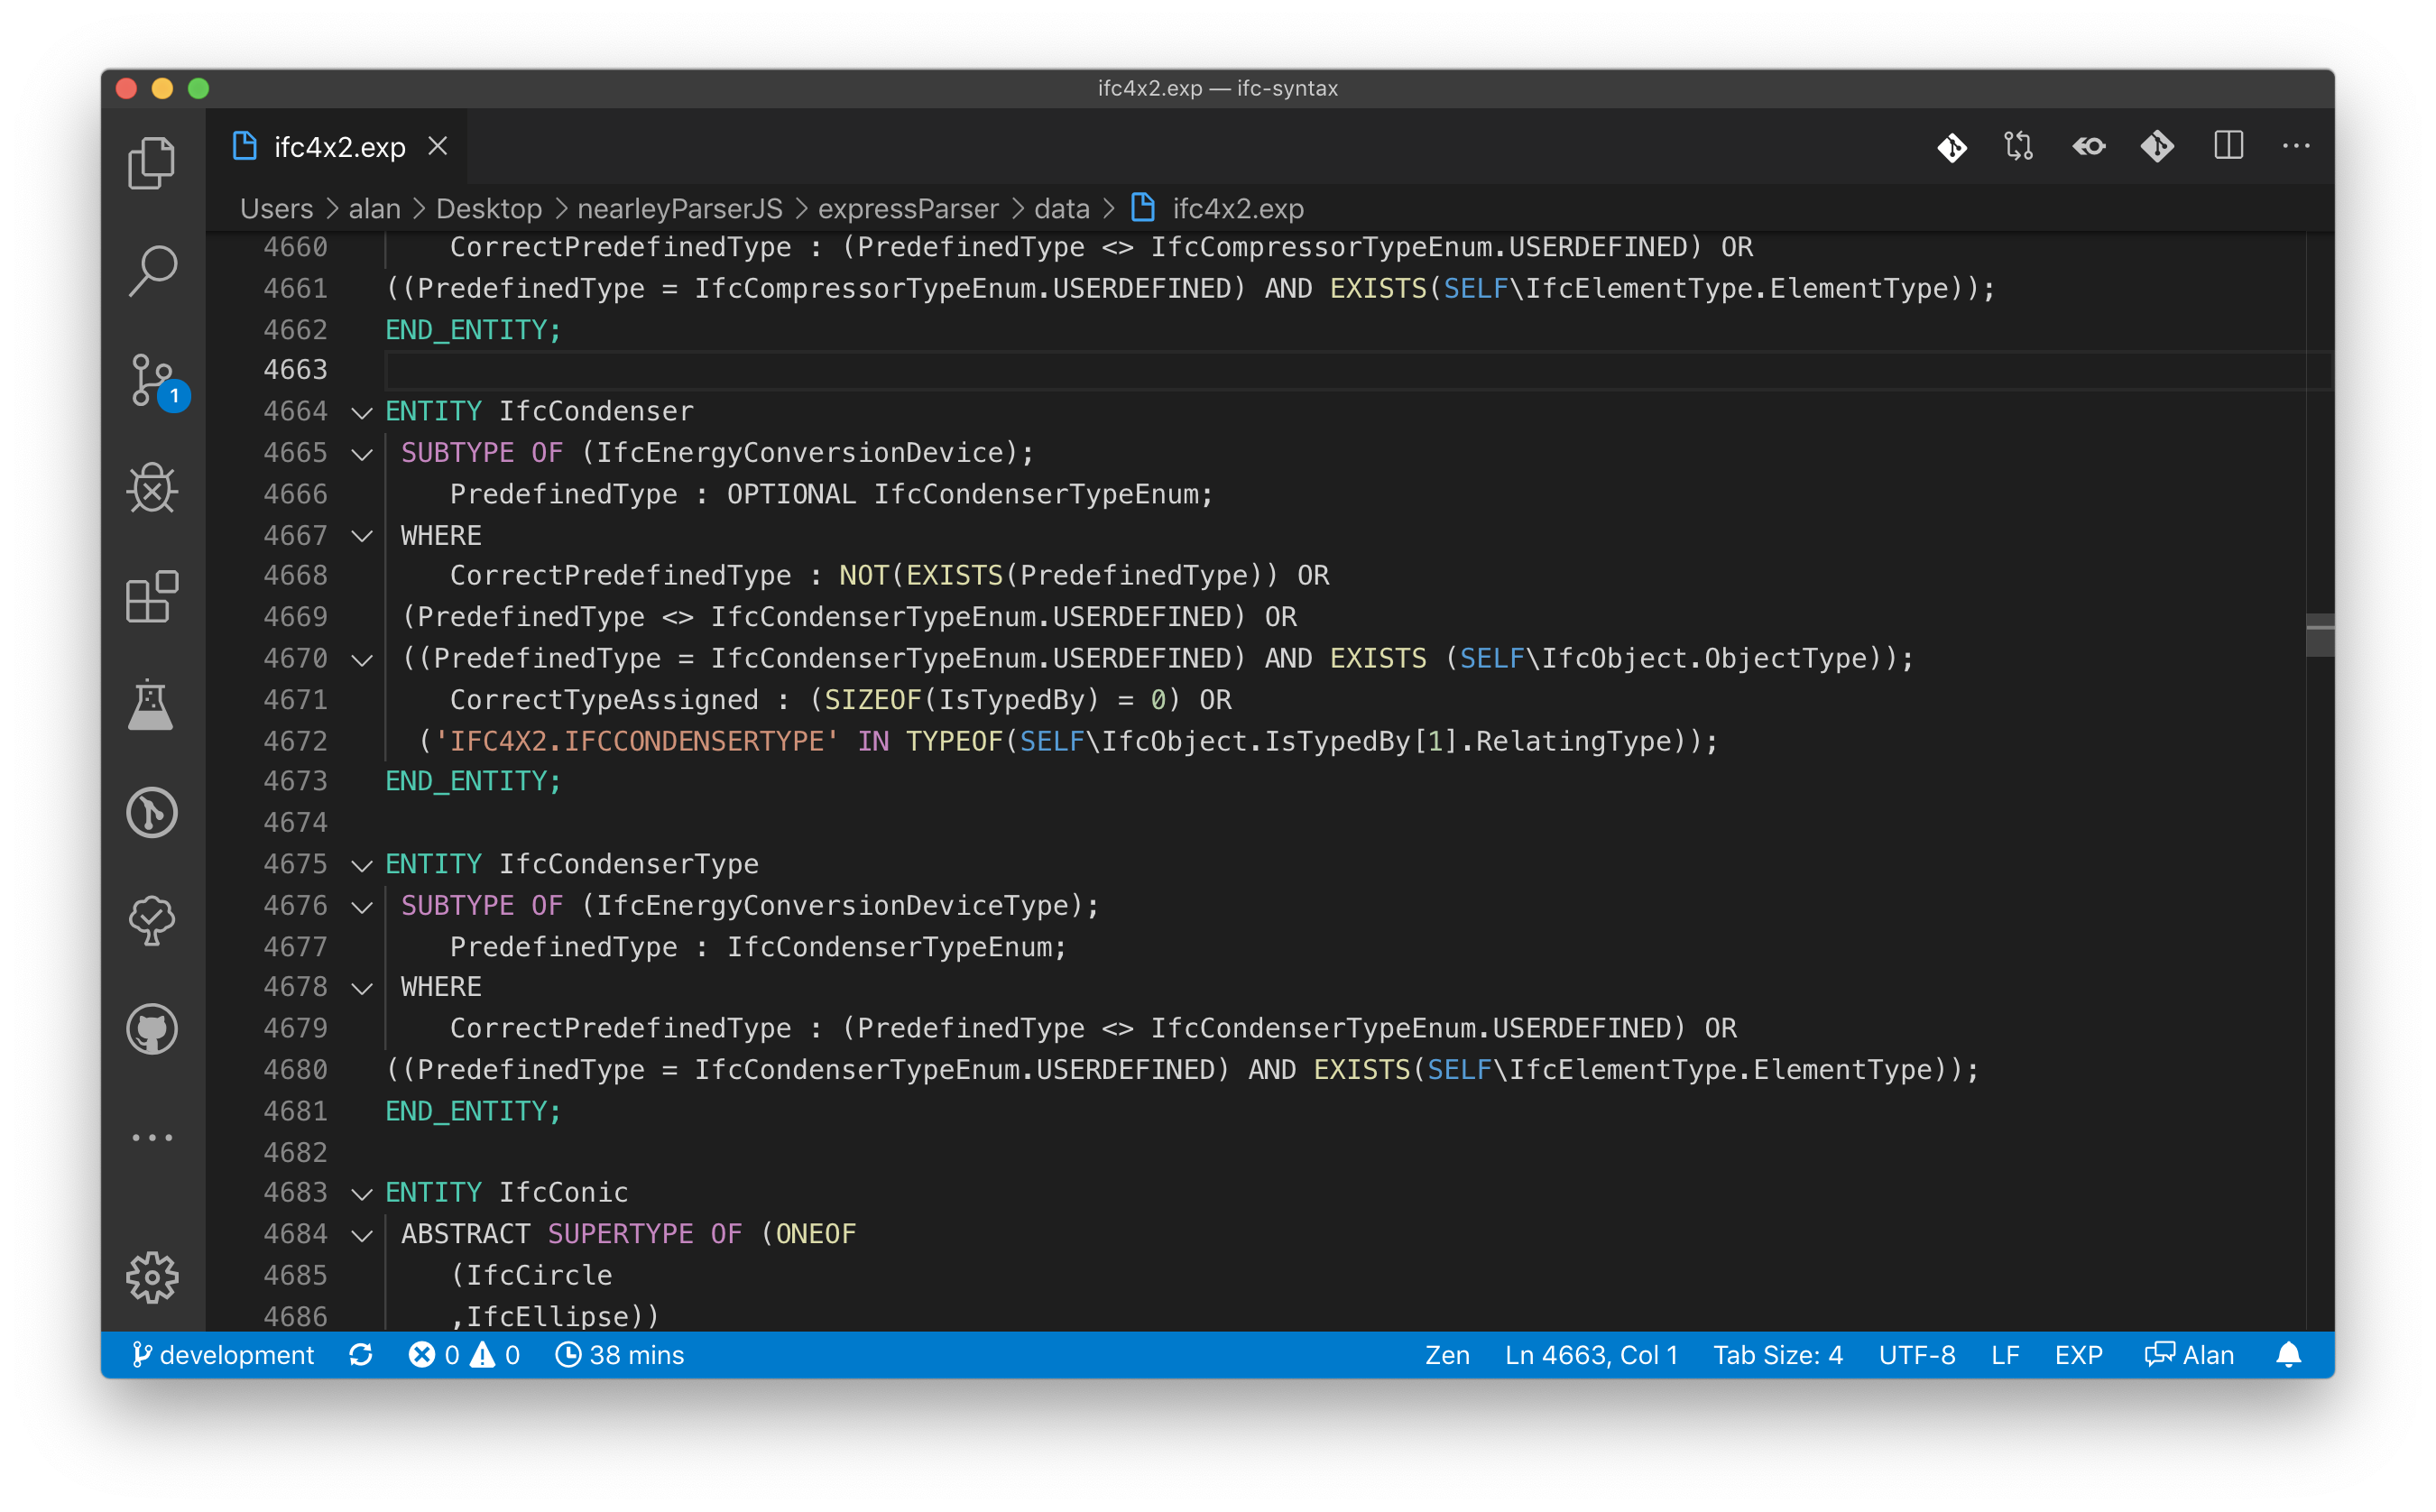 ifc4x2.exp — ifc-syntax
ifc4x2.exp
Users > alan > Desktop > nearleyParserJS > expressParser > data > ifc4x2.exp
4660 CorrectPredefinedType : (PredefinedType <> IfcCompressorTypeEnum.USERDEFINED) OR
4661 ((PredefinedType = IfcCompressorTypeEnum.USERDEFINED) AND EXISTS(SELF\IfcElementType.ElementType));
4662 END_ENTITY;
4663
4664 ENTITY IfcCondenser
4665 SUBTYPE OF (IfcEnergyConversionDevice);
4666 PredefinedType : OPTIONAL IfcCondenserTypeEnum;
4667 WHERE
4668 CorrectPredefinedType : NOT(EXISTS(PredefinedType)) OR
4669 (PredefinedType <> IfcCondenserTypeEnum.USERDEFINED) OR
4670 ((PredefinedType = IfcCondenserTypeEnum.USERDEFINED) AND EXISTS (SELF\IfcObject.ObjectType));
4671 CorrectTypeAssigned : (SIZEOF(IsTypedBy) = 0) OR
4672 ('IFC4X2.IFCCONDENSERTYPE' IN TYPEOF(SELF\IfcObject.IsTypedBy[1].RelatingType));
4673 END_ENTITY;
4674
4675 ENTITY IfcCondenserType
4676 SUBTYPE OF (IfcEnergyConversionDeviceType);
4677 PredefinedType : IfcCondenserTypeEnum;
4678 WHERE
4679 CorrectPredefinedType : (PredefinedType <> IfcCondenserTypeEnum.USERDEFINED) OR
4680 ((PredefinedType = IfcCondenserTypeEnum.USERDEFINED) AND EXISTS(SELF\IfcElementType.ElementType));
4681 END_ENTITY;
4682
4683 ENTITY IfcConic
4684 ABSTRACT SUPERTYPE OF (ONEOF
4685 (IfcCircle
4686 ,IfcEllipse))
1
development 0 0 38 mins Zen Ln 4663, Col 1 Tab Size: 4 UTF-8 LF EXP Alan